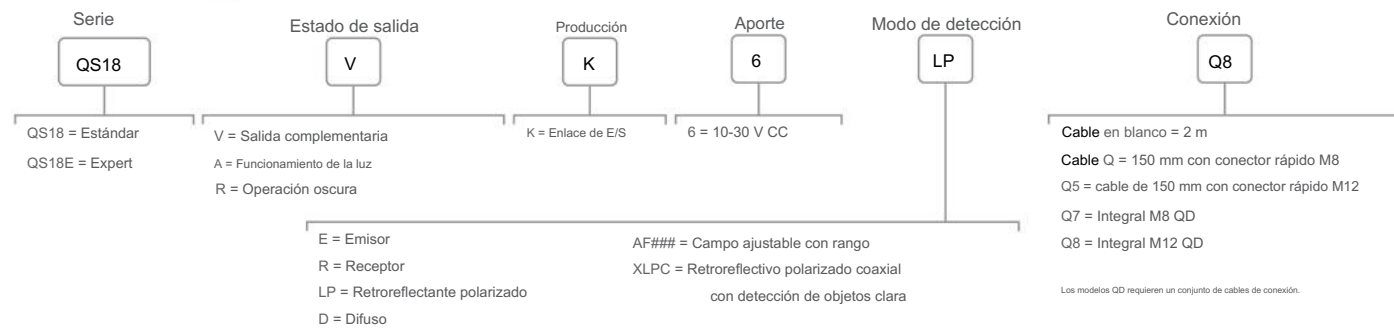 Serie
Estado de salida
Producción
Aporte
Modo de detección
Conexión
QS18
V
K
6
LP
Q8
QS18 = Estándar
QS18E = Expert
V = Salida complementaria
A = Funcionamiento de la luz
R = Operación oscura
K = Enlace de E/S
6 = 10-30 V CC
Cable en blanco = 2 m
Cable Q = 150 mm con conector rápido M8
Q5 = cable de 150 mm con conector rápido M12
Q7 = Integral M8 QD
Q8 = Integral M12 QD
Los modelos QD requieren un conjunto de cables de conexión.
E = Emisor
R = Receptor
LP = Retroreflectante polarizado
D = Difuso
AF### = Campo ajustable con rango
XLPC = Retroreflectivo polarizado coaxial
con detección de objetos clara